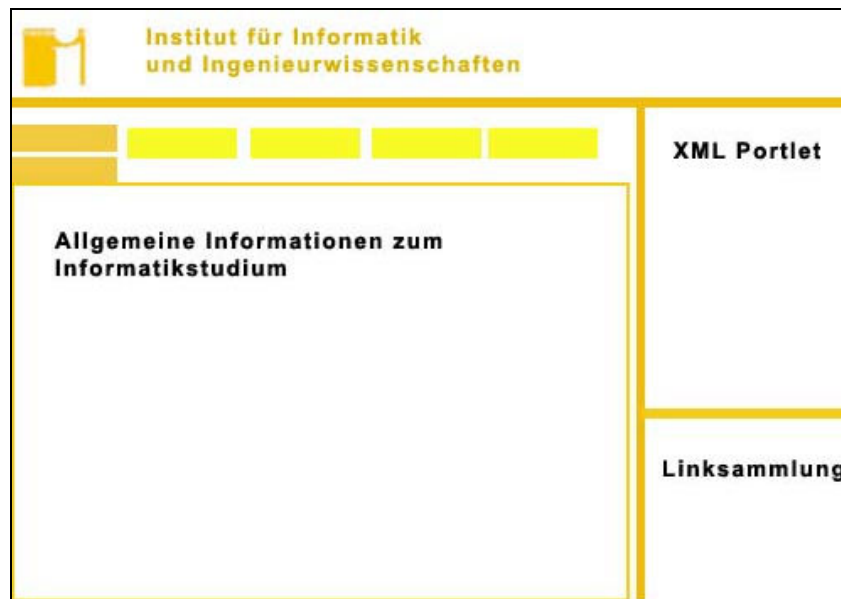 Institut für Informatik
und Ingenieurwissenschaften
XML Portlet
Allgemeine Informationen zum
Informatikstudium
Linksammlung